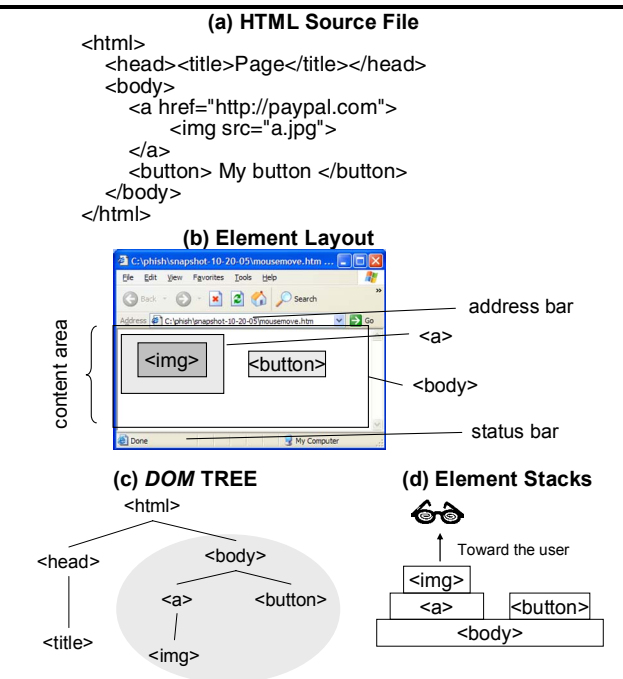 (a) HTML Source File
<html>
<head><title>Page</title></head>
<body>
<a href="http://paypal.com">
<img src="a.jpg">
</a>
<button> My button </button>
</body>
</html>
(b) Element Layout
C:\phish\snapshot-10-20-05\mousemove.htm ...
File Edit View Favorites Tools Help
Back Search »
Address C:\phish\snapshot-10-20-05\mousemove.htm Go
address bar
content area
<a>
<img>
<button>
<body>
Done My Computer
status bar
(c) DOM TREE
<html>
<head>
<body>
<a>
<button>
<title>
<img>
(d) Element Stacks
Toward the user
<img>
<a>
<button>
<body>